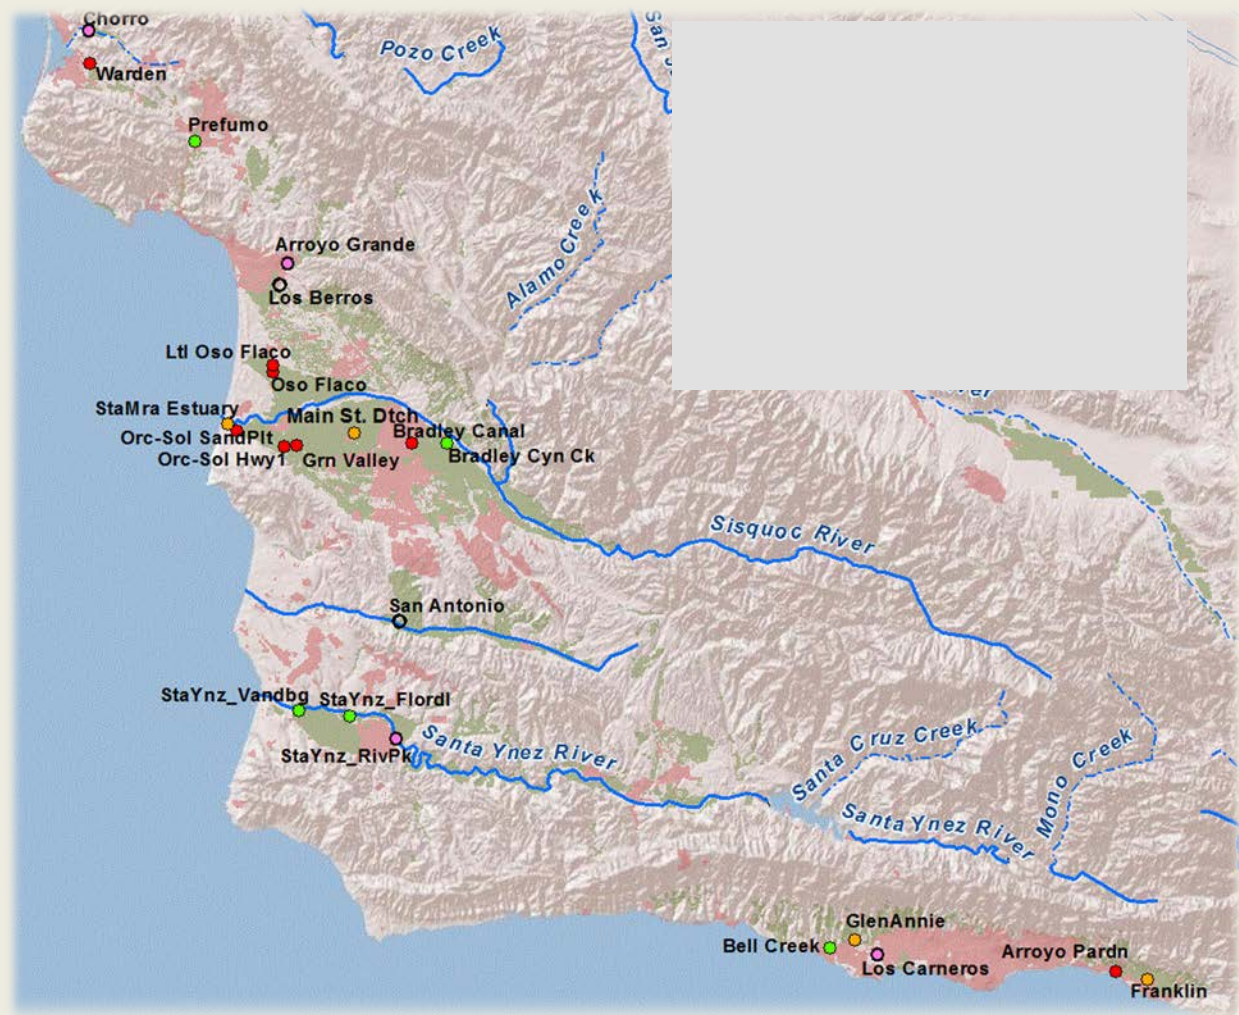 Chorro
Pozo Creek
San
Warden
Prefumo
Alamo Creek
Arroyo Grande
Los Berros
Ltl Oso Flaco
Oso Flaco
StaMra Estuary
Main St. Dtch
Orc-Sol SandPlt
Bradley Canal
Orc-Sol Hwy1
Grn Valley
Bradley Cyn Ck
Sisquoc River
San Antonio
StaYnz_Vandbg
StaYnz_Flordl
StaYnz_RivPk
Santa Ynez River
Santa Cruz Creek
Mono Creek
Santa Ynez River
GlenAnnie
Bell Creek
Los Carneros
Arroyo Pardn
Franklin